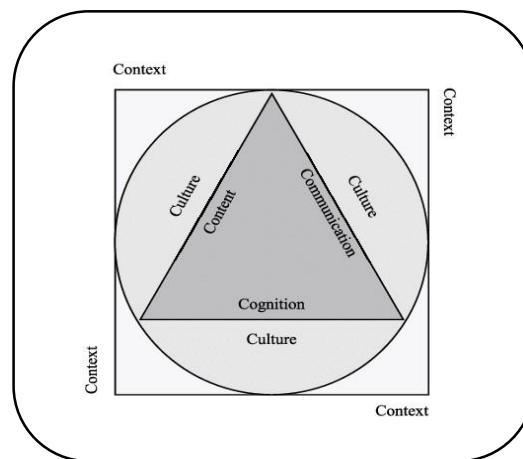 Context
Context
Culture
Content
Communication
Culture
Cognition
Culture
Context
Context